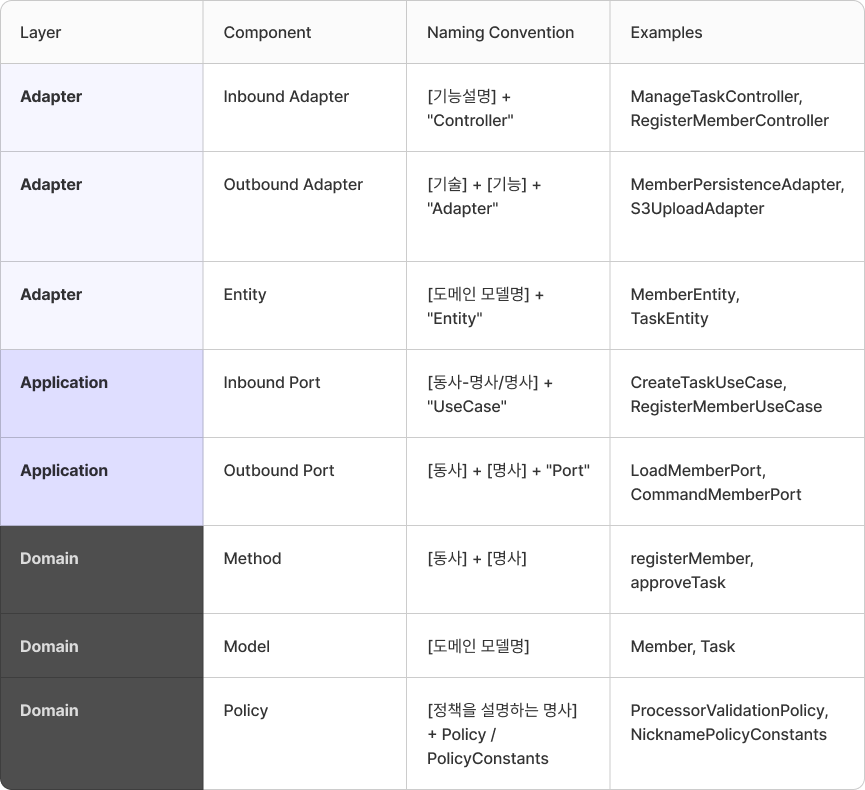 Layer
Component
Naming Convention
Examples
Adapter
Inbound Adapter
[기능설명] +
"Controller"
ManageTaskController,
RegisterMemberController
Adapter
Outbound Adapter
[기술] + [기능] +
"Adapter"
MemberPersistenceAdapter,
S3UploadAdapter
Adapter
Entity
[도메인 모델명] +
"Entity"
MemberEntity,
TaskEntity
Application
Inbound Port
[동사-명사/명사] +
"UseCase"
CreateTaskUseCase,
RegisterMemberUseCase
Application
Outbound Port
[동사] + [명사] + "Port"
LoadMemberPort,
CommandMemberPort
Domain
Method
[동사] + [명사]
registerMember,
approveTask
Domain
Model
[도메인 모델명]
Member, Task
Domain
Policy
[정책을 설명하는 명사]
+ Policy /
PolicyConstants
ProcessorValidationPolicy,
NicknamePolicyConstants